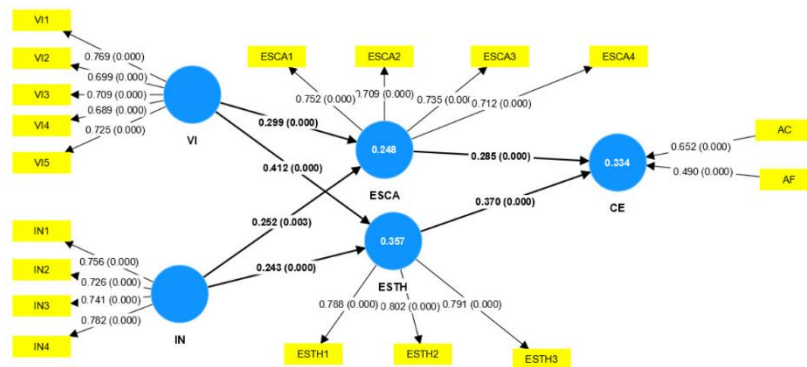 VI1
VI2
VI3
VI4
VI5
0.769 (0.000)
0.699 (0.000)
0.709 (0.000)
0.689 (0.000)
0.725 (0.000)
VI
ESCA1
ESCA2
ESCA3
ESCA4
0.752 (0.000)
0.709 (0.000)
0.735 (0.000)
0.712 (0.000)
0.299 (0.000)
0.248
ESCA
0.412 (0.000)
0.285 (0.000)
0.334
CE
0.652 (0.000)
AC
0.490 (0.000)
AF
0.370 (0.000)
0.252 (0.003)
0.243 (0.000)
0.357
ESTH
IN1
IN2
IN3
IN4
0.756 (0.000)
0.726 (0.000)
0.741 (0.000)
0.782 (0.000)
IN
0.788 (0.000)
0.802 (0.000)
0.791 (0.000)
ESTH1
ESTH2
ESTH3